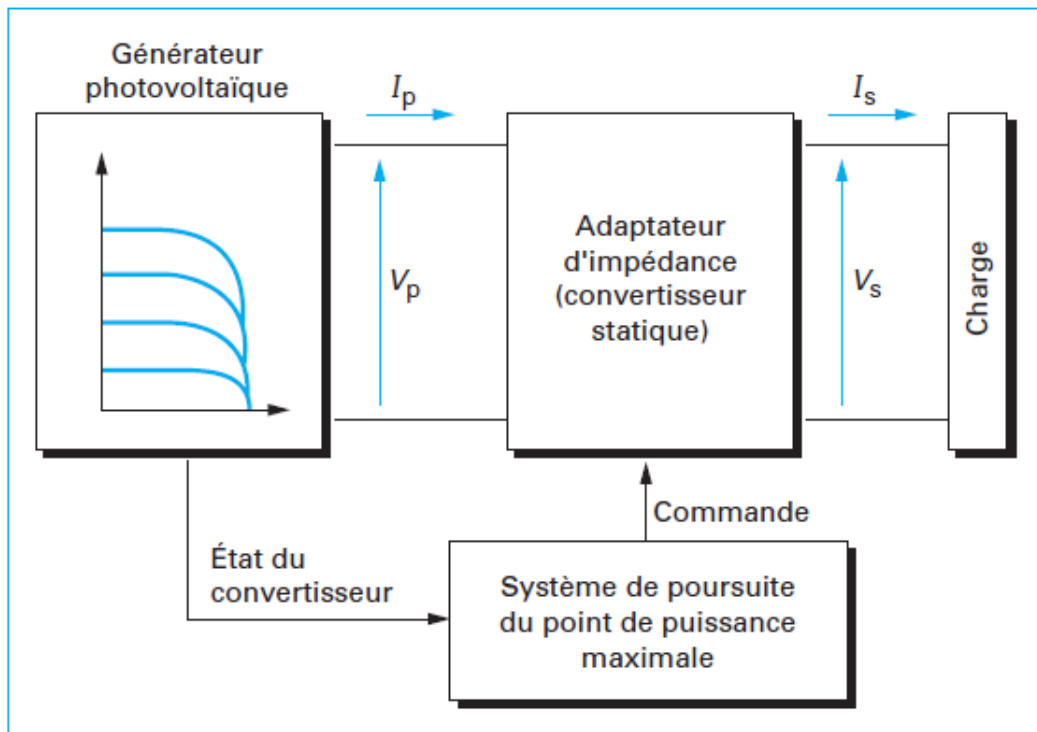 Générateur
photovoltaïque
Ip
Is
Vp
Adaptateur
d'impédance
(convertisseur
statique)
Vs
Charge
Commande
État du
convertisseur
Système de poursuite
du point de puissance
maximale